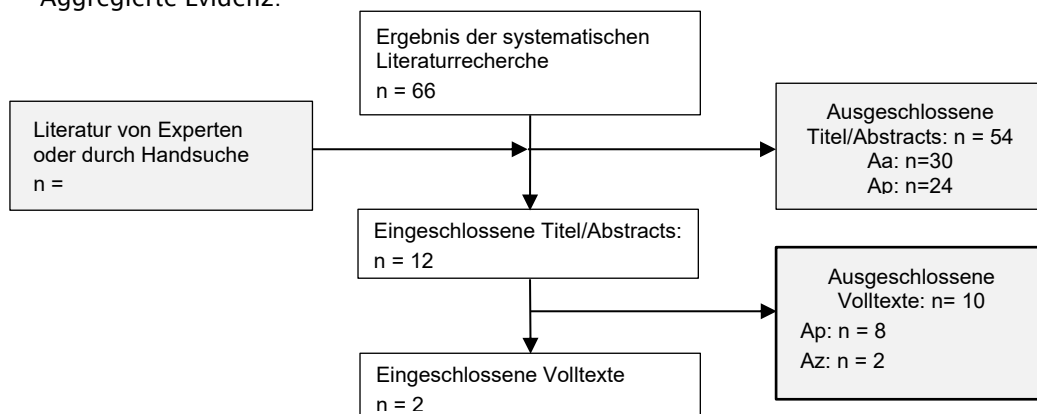 Aggregierte Evidenz:
Ergebnis der systematischen
Literaturrecherche
n = 66
Literatur von Experten
oder durch Handsuche
n =
Ausgeschlossene
Titel/Abstracts: n = 54
Aa: n=30
Ap: n=24
Eingeschlossene Titel/Abstracts:
n = 12
Ausgeschlossene
Volltexte: n= 10
Ap: n = 8
Az: n = 2
Eingeschlossene Volltexte
n = 2